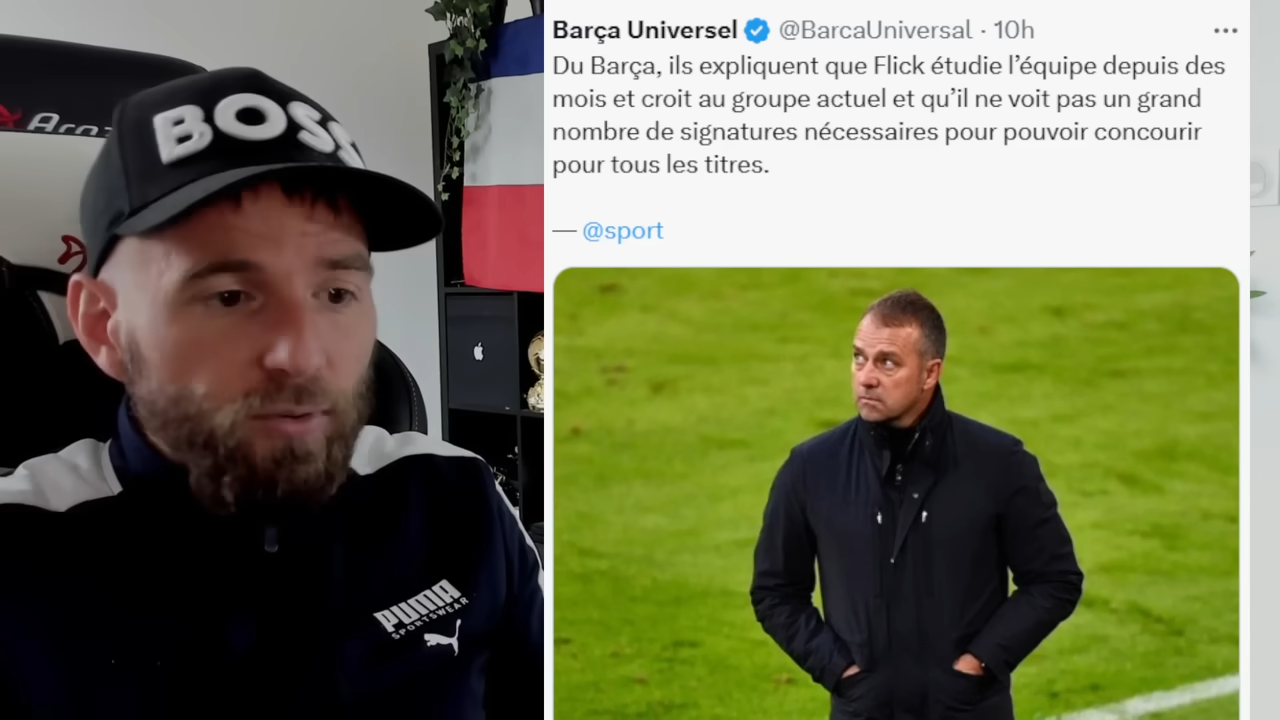 Barça Universel @BarcaUniversal · 10h
Du Barça, ils expliquent que Flick étudie l’équipe depuis des
mois et croit au groupe actuel et qu’il ne voit pas un grand
nombre de signatures nécessaires pour pouvoir concourir
pour tous les titres.
— @sport
BOSS
PUMA
SPORTSWEAR